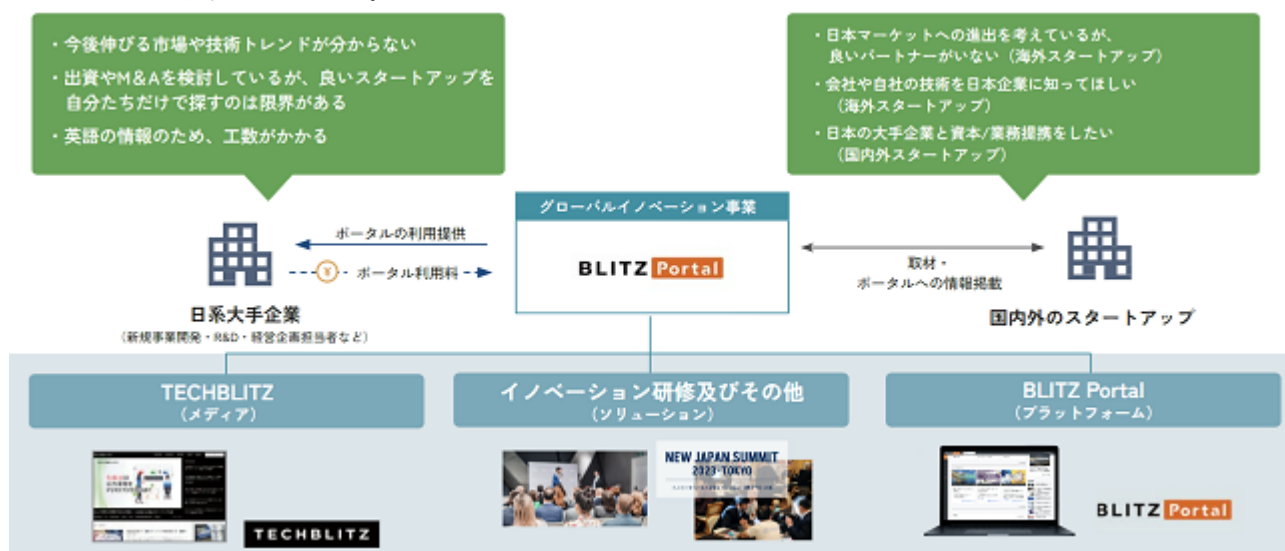 ・今後伸びる市場や技術トレンドが分からない
・出資やM&Aを検討しているが、良いスタートアップを
自分たちだけで探すのは限界がある
・英語の情報のため、工数がかかる
・日本マーケットへの進出を考えているが、
良いパートナーがいない（海外スタートアップ）
・会社や自社の技術を日本企業に知ってほしい
（海外スタートアップ）
・日本の大手企業と資本/業務提携をしたい
（国内外スタートアップ）
グローバルイノベーション事業
BLITZ Portal
ポータルの利用提供
¥
ポータル利用料
取材・
ポータルへの情報掲載
日系大手企業
（新規事業開発・R&D・経営企画担当者など）
国内外のスタートアップ
TECHBLITZ
（メディア）
イノベーション研修及びその他
（ソリューション）
BLITZ Portal
（プラットフォーム）
TECHBLITZ
NEW JAPAN SUMMIT
2023-TOKYO
BLITZ Portal